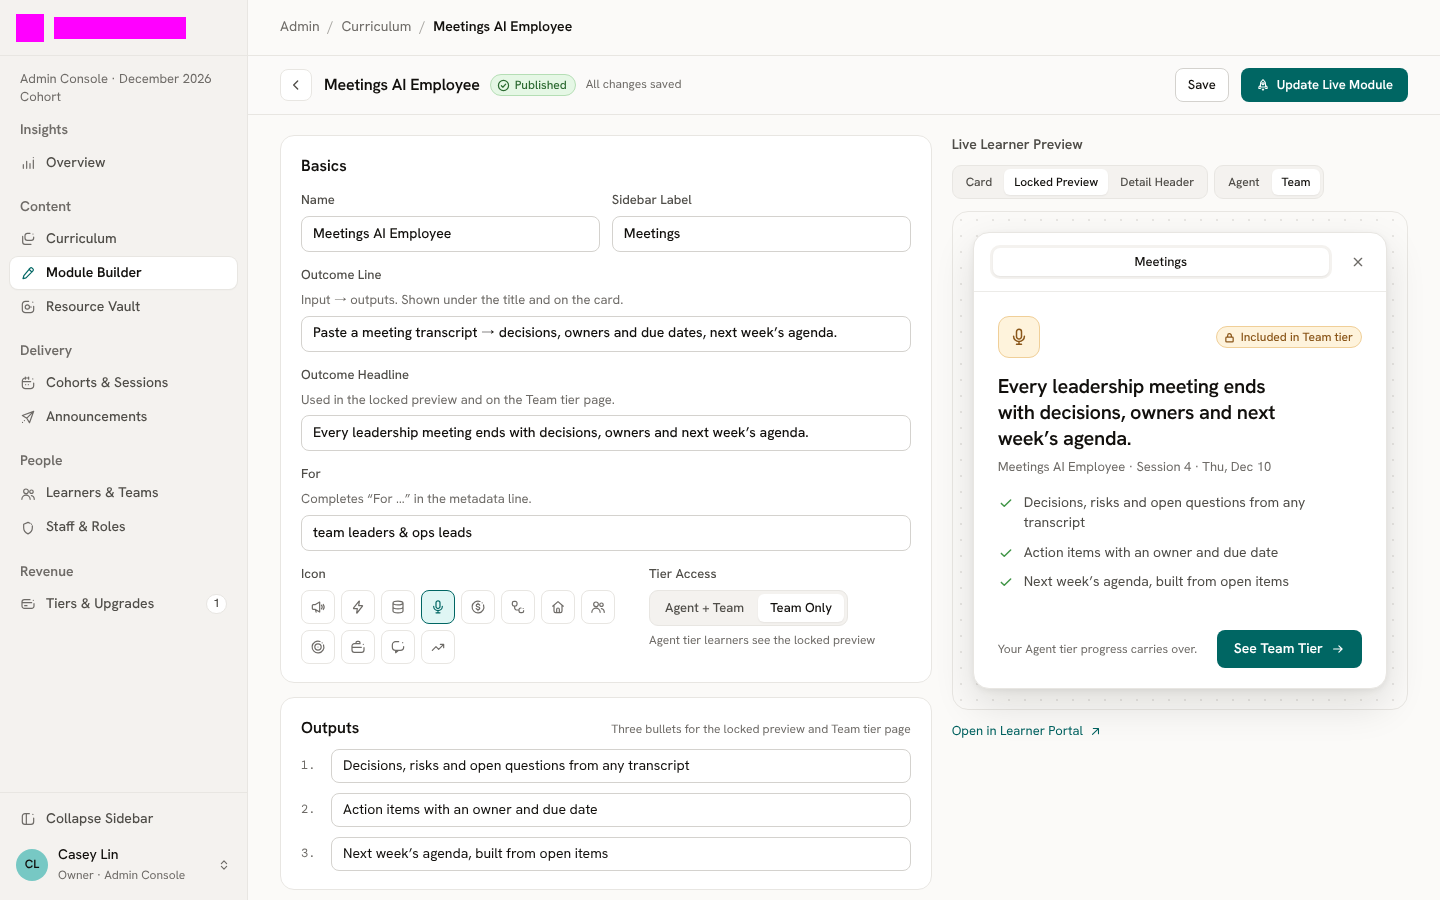 Admin Console · December 2026
Cohort
Insights
Overview
Content
Curriculum
Module Builder
Resource Vault
Delivery
Cohorts & Sessions
Announcements
People
Learners & Teams
Staff & Roles
Revenue
Tiers & Upgrades 1
Collapse Sidebar
CL
Casey Lin
Owner · Admin Console
Admin / Curriculum / Meetings AI Employee
Meetings AI Employee Published All changes saved
Save Update Live Module
Basics
Name Sidebar Label
Meetings AI Employee Meetings
Outcome Line
Input → outputs. Shown under the title and on the card.
Paste a meeting transcript → decisions, owners and due dates, next week’s agenda.
Outcome Headline
Used in the locked preview and on the Team tier page.
Every leadership meeting ends with decisions, owners and next week’s agenda.
For
Completes “For …” in the metadata line.
team leaders & ops leads
Icon Tier Access
Agent + Team Team Only
Agent tier learners see the locked preview
Outputs Three bullets for the locked preview and Team tier page
1. Decisions, risks and open questions from any transcript
2. Action items with an owner and due date
3. Next week’s agenda, built from open items
Live Learner Preview
Card Locked Preview Detail Header Agent Team
Meetings
Included in Team tier
Every leadership meeting ends
with decisions, owners and next
week’s agenda.
Meetings AI Employee · Session 4 · Thu, Dec 10
Decisions, risks and open questions from any
transcript
Action items with an owner and due date
Next week’s agenda, built from open items
Your Agent tier progress carries over. See Team Tier →
Open in Learner Portal